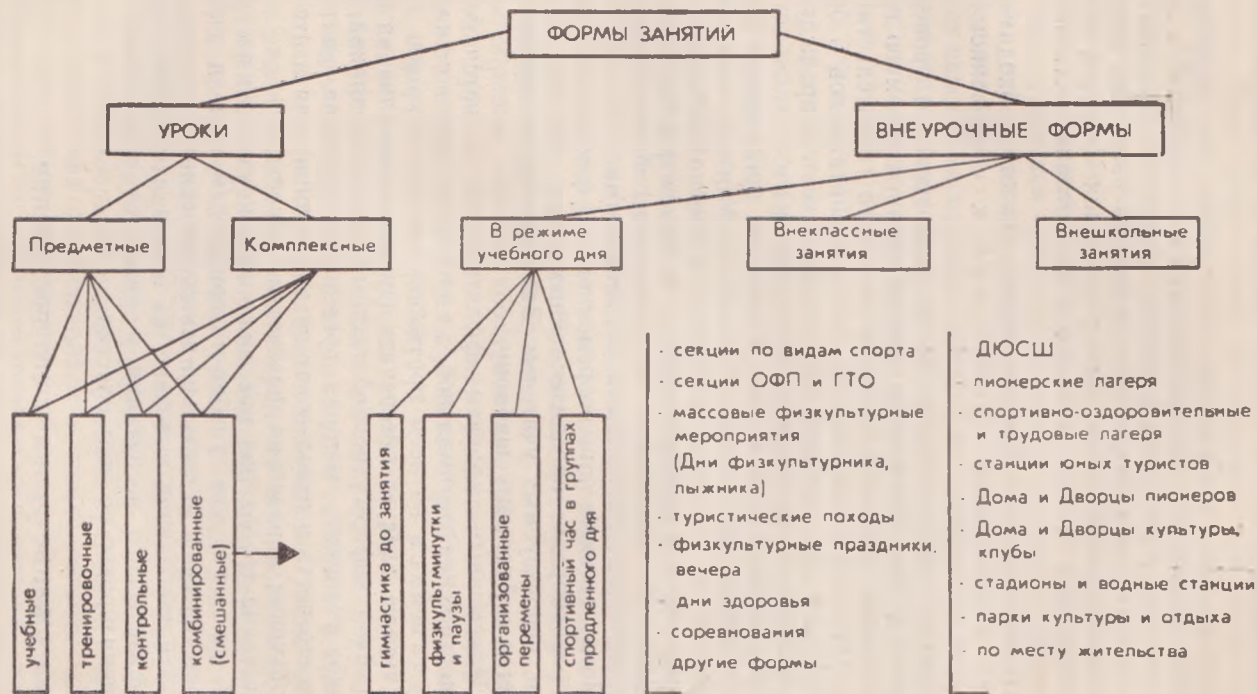 ФОРМЫ ЗАНЯТИЙ
УРОКИ
ВНЕУРОЧНЫЕ ФОРМЫ
Предметные
Комплексные
В режиме
учебного дня
Внеклассные
занятия
Внешкольные
занятия
учебные
тренировочные
контрольные
комбинированные
(смешанные)
гимнастика до занятия
физкультминутки
и паузы
организованные
перемены
спортивный час в группах
продленного дня
· секции по видам спорта
· секции ОФП и ГТО
· массовые физкультурные
мероприятия
(Дни физкультурника,
лыжника)
· туристические походы
· физкультурные праздники,
вечера
- дни здоровья
· соревнования
· другие формы
ДЮСШ
- пионерские лагеря
· спортивно-оздоровительные
и трудовые лагеря
· станции юных туристов
· Дома и Дворцы пионеров
· Дома и Дворцы культуры,
клубы
· стадионы и водные станции
· парки культуры и отдыха
· по месту жительства